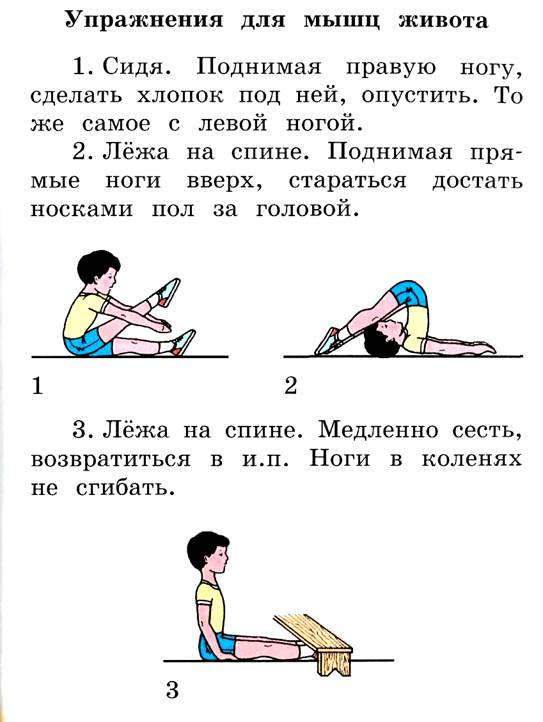 Упражнения для мышц живота
1. Сидя. Поднимая правую ногу,
сделать хлопок под ней, опустить. То
же самое с левой ногой.
2. Лёжа на спине. Поднимая пря-
мые ноги вверх, стараться достать
носками пол за головой.
1
2
3. Лёжа на спине. Медленно сесть,
возвратиться в и.п. Ноги в коленях
не сгибать.
3